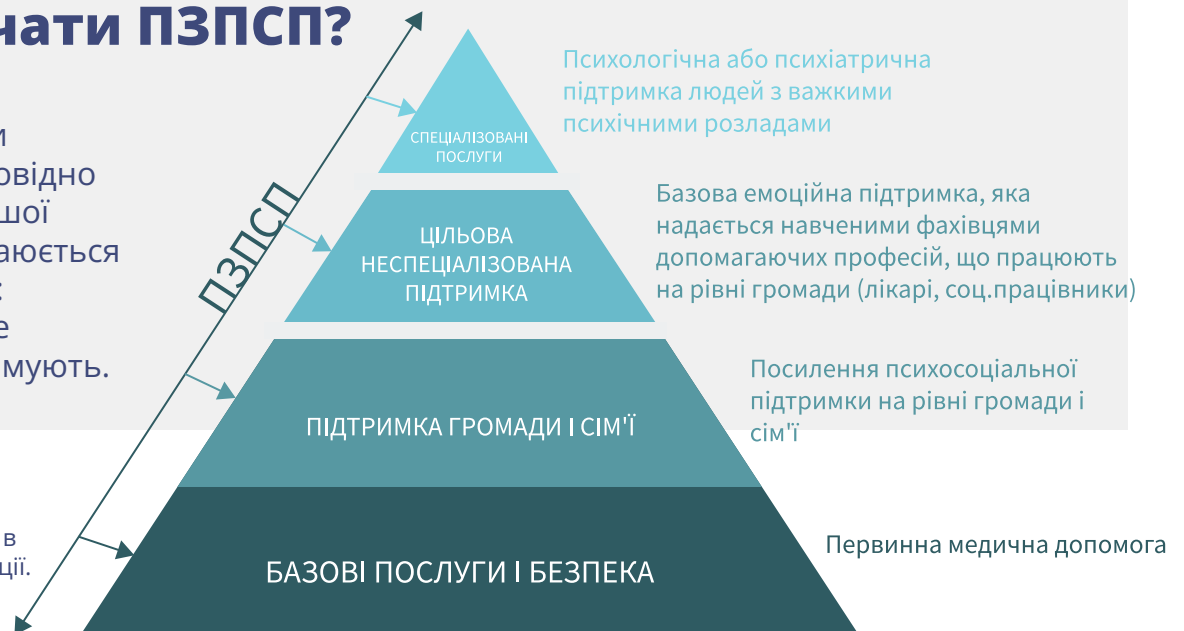 чати ПЗПСП?
и
овідно
шої
аюється
:
е
мують.
в
ції.
ПЗПСП
СПЕЦІАЛІЗОВАНІ
ПОСЛУГИ
Психологічна або психіатрична
підтримка людей з важкими
психічними розладами
ЦІЛЬОВА
НЕСПЕЦІАЛІЗОВАНА
ПІДТРИМКА
Базова емоційна підтримка, яка
надається навченими фахівцями
допомагаючих професій, що працюють
на рівні громади (лікарі, соц.працівники)
ПІДТРИМКА ГРОМАДИ І СІМ'Ї
Посилення психосоціальної
підтримки на рівні громади і
сім'ї
БАЗОВІ ПОСЛУГИ І БЕЗПЕКА
Первинна медична допомога